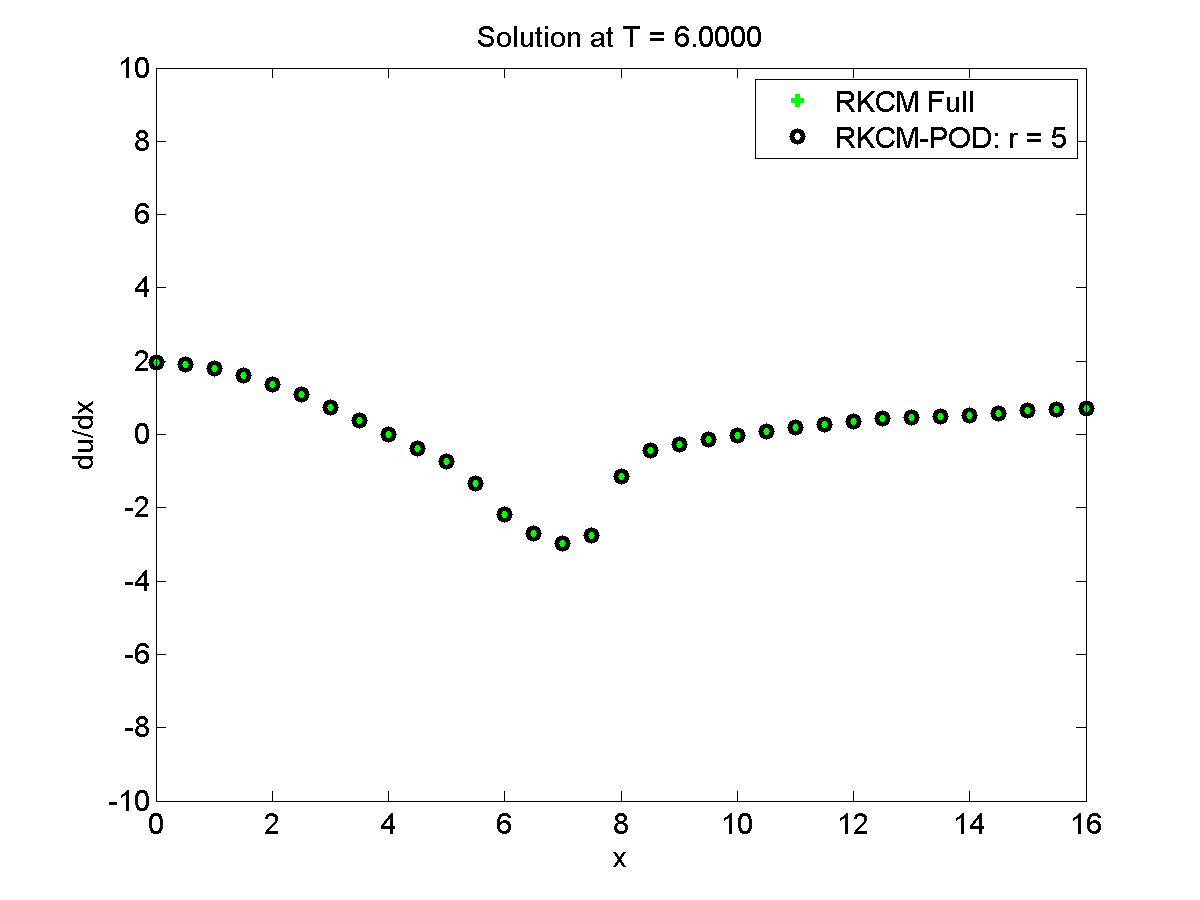 Solution at T = 6.0000
RKCM Full
RKCM-POD: r = 5
10
8
6
4
2
0
-2
-4
-6
-8
-10
du/dx
0 2 4 6 8 10 12 14 16
x